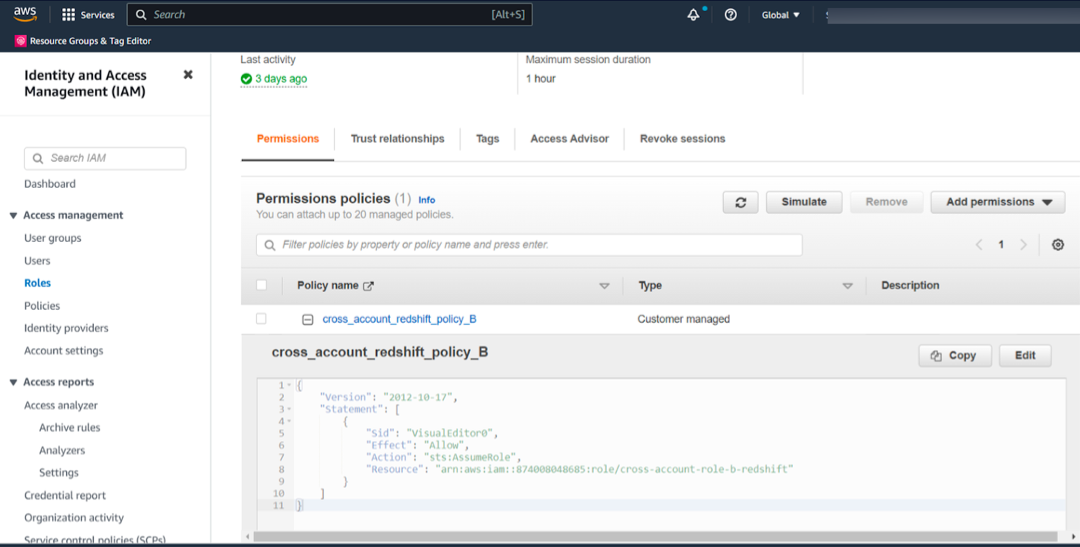 aws Services Search [Alt+S] Global
Resource Groups & Tag Editor
Identity and Access
Management (IAM)
Search IAM
Dashboard
Access management
User groups
Users
Roles
Policies
Identity providers
Account settings
Access reports
Access analyzer
Archive rules
Analyzers
Settings
Credential report
Organization activity
Service control policies (SCPs)
Last activity
3 days ago
Maximum session duration
1 hour
Permissions Trust relationships Tags Access Advisor Revoke sessions
Permissions policies (1) Info
You can attach up to 20 managed policies.
Simulate Remove Add permissions
Filter policies by property or policy name and press enter.
1
Policy name Type Description
cross_account_redshift_policy_B Customer managed
cross_account_redshift_policy_B
Copy Edit
1 {
2 "Version": "2012-10-17",
3 "Statement": [
4 {
5 "Sid": "VisualEditor0",
6 "Effect": "Allow",
7 "Action": "sts:AssumeRole",
8 "Resource": "arn:aws:iam::874008048685:role/cross-account-role-b-redshift"
9 }
10 ]
11 }